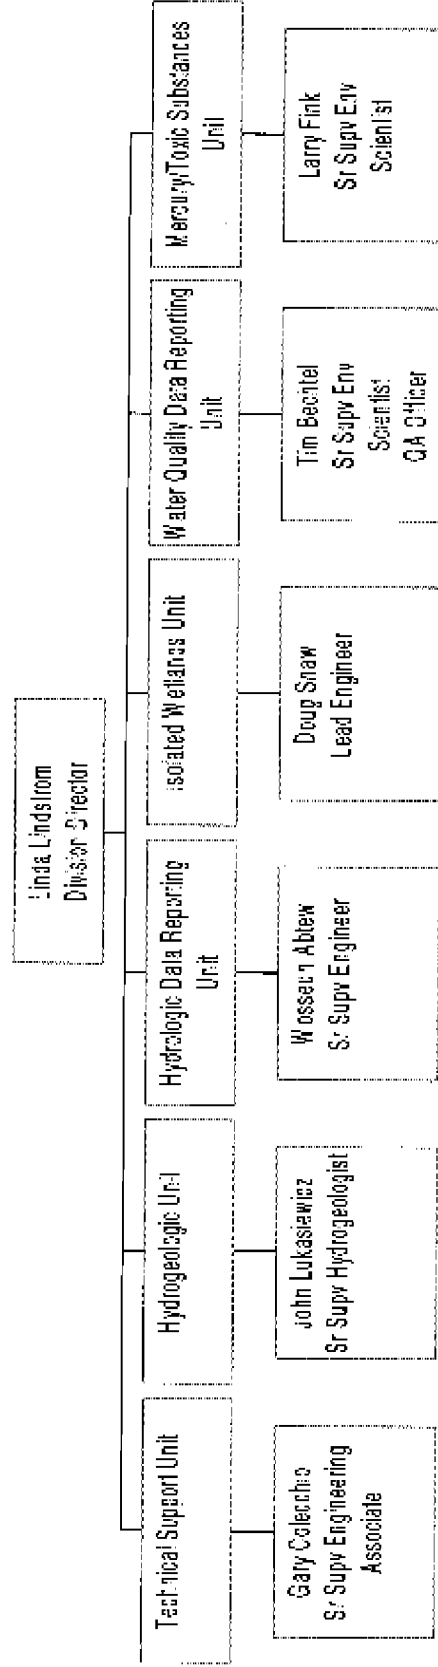 Linda Lindstrom
Division Director
Technical Support Unit
Hydrogeologic Unit
Hydrologic Data Reporting
Unit
Isolated Wetlands Unit
Water Quality Data Reporting
Unit
Mercury/Toxic Substances
Unit
Gary Colecchio
Sr Supv Engineering
Associate
John Lukasiewicz
Sr Supv Hydrogeologist
Abtew
Sr Supv Engineer
Doug Shaw
Lead Engineer
Tim Bechtel
Sr Supv Env
Scientist
QA Officer
Larry Fink
Sr Supv Env
Scientist